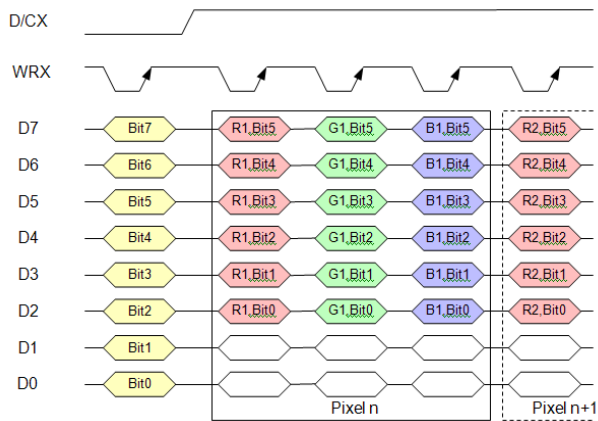 D/CX
WRX
D7 Bit7 R1,Bit5 G1,Bit5 B1,Bit5 R2,Bit5
D6 Bit6 R1,Bit4 G1,Bit4 B1,Bit4 R2,Bit4
D5 Bit5 R1,Bit3 G1,Bit3 B1,Bit3 R2,Bit3
D4 Bit4 R1,Bit2 G1,Bit2 B1,Bit2 R2,Bit2
D3 Bit3 R1,Bit1 G1,Bit1 B1,Bit1 R2,Bit1
D2 Bit2 R1,Bit0 G1,Bit0 B1,Bit0 R2,Bit0
D1 Bit1
D0 Bit0
Pixel n Pixel n+1